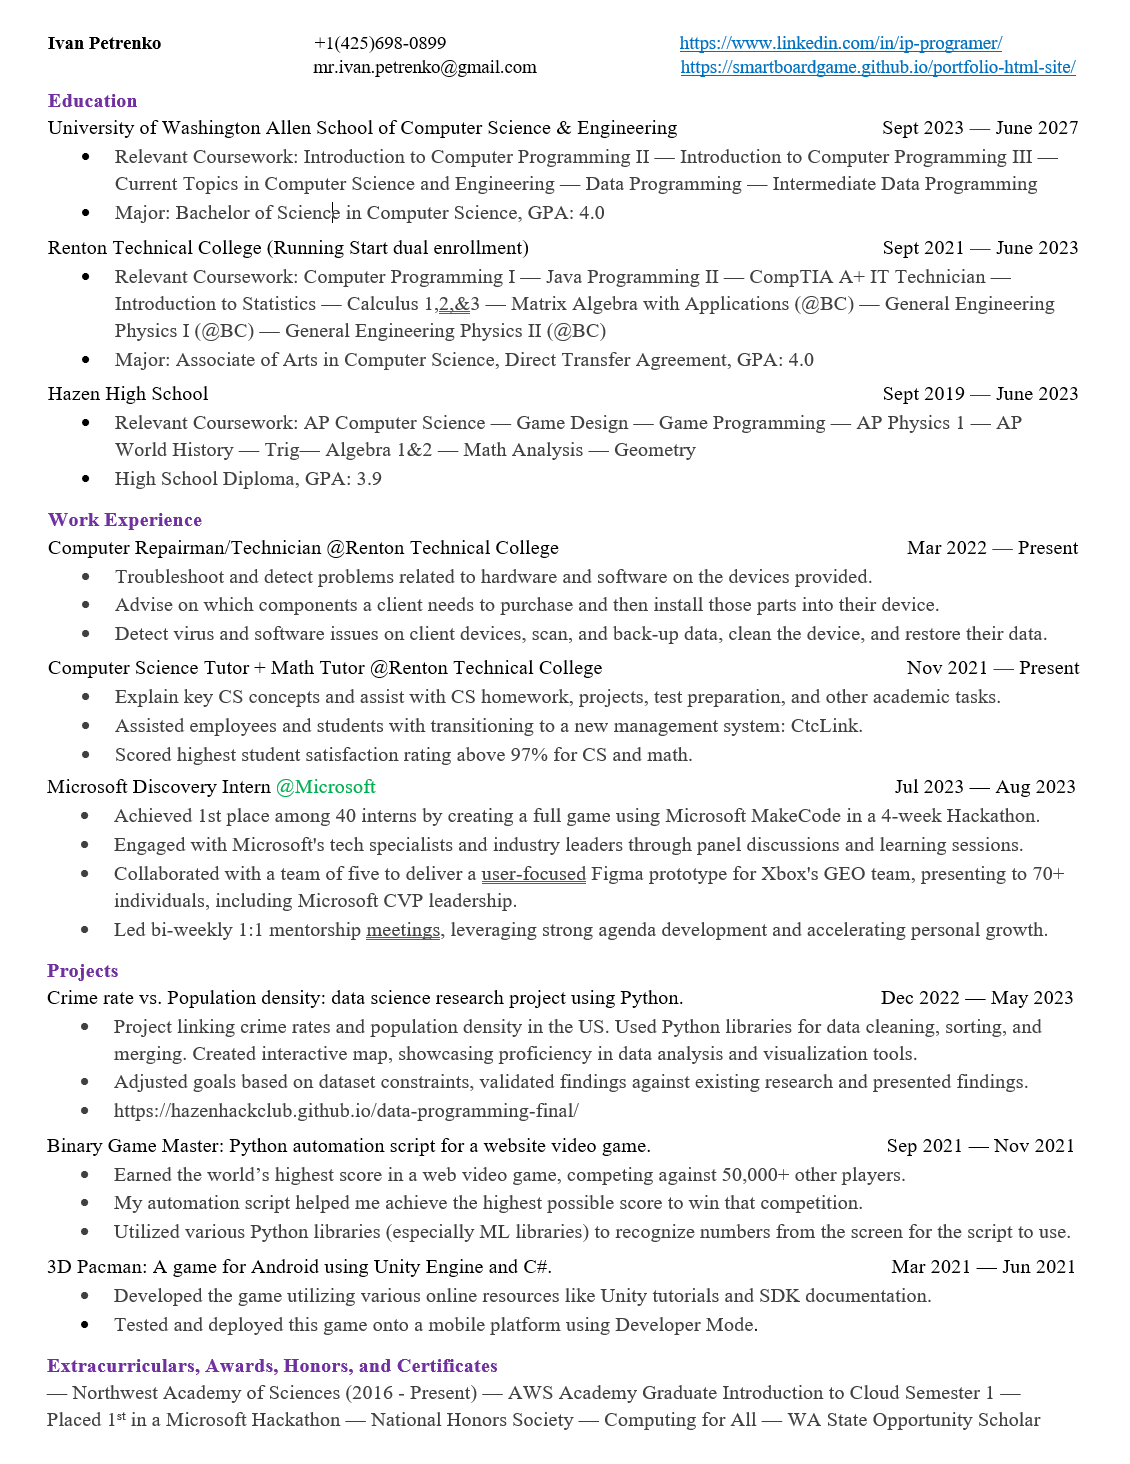 Ivan Petrenko +1(425)698-0899 https://www.linkedin.com/in/ip-programer/
mr.ivan.petrenko@gmail.com https://smartboardgame.github.io/portfolio-html-site/
Education
University of Washington Allen School of Computer Science & Engineering Sept 2023 — June 2027
• Relevant Coursework: Introduction to Computer Programming II — Introduction to Computer Programming III —
Current Topics in Computer Science and Engineering — Data Programming — Intermediate Data Programming
• Major: Bachelor of Science in Computer Science, GPA: 4.0
Renton Technical College (Running Start dual enrollment) Sept 2021 — June 2023
• Relevant Coursework: Computer Programming I — Java Programming II — CompTIA A+ IT Technician —
Introduction to Statistics — Calculus 1,2,&3 — Matrix Algebra with Applications (@BC) — General Engineering
Physics I (@BC) — General Engineering Physics II (@BC)
• Major: Associate of Arts in Computer Science, Direct Transfer Agreement, GPA: 4.0
Hazen High School Sept 2019 — June 2023
• Relevant Coursework: AP Computer Science — Game Design — Game Programming — AP Physics 1 — AP
World History — Trig— Algebra 1&2 — Math Analysis — Geometry
• High School Diploma, GPA: 3.9
Work Experience
Computer Repairman/Technician @Renton Technical College Mar 2022 — Present
• Troubleshoot and detect problems related to hardware and software on the devices provided.
• Advise on which components a client needs to purchase and then install those parts into their device.
• Detect virus and software issues on client devices, scan, and back-up data, clean the device, and restore their data.
Computer Science Tutor + Math Tutor @Renton Technical College Nov 2021 — Present
• Explain key CS concepts and assist with CS homework, projects, test preparation, and other academic tasks.
• Assisted employees and students with transitioning to a new management system: CtcLink.
• Scored highest student satisfaction rating above 97% for CS and math.
Microsoft Discovery Intern @Microsoft Jul 2023 — Aug 2023
• Achieved 1st place among 40 interns by creating a full game using Microsoft MakeCode in a 4-week Hackathon.
• Engaged with Microsoft's tech specialists and industry leaders through panel discussions and learning sessions.
• Collaborated with a team of five to deliver a user-focused Figma prototype for Xbox's GEO team, presenting to 70+
individuals, including Microsoft CVP leadership.
• Led bi-weekly 1:1 mentorship meetings, leveraging strong agenda development and accelerating personal growth.
Projects
Crime rate vs. Population density: data science research project using Python. Dec 2022 — May 2023
• Project linking crime rates and population density in the US. Used Python libraries for data cleaning, sorting, and
merging. Created interactive map, showcasing proficiency in data analysis and visualization tools.
• Adjusted goals based on dataset constraints, validated findings against existing research and presented findings.
• https://hazenhackclub.github.io/data-programming-final/
Binary Game Master: Python automation script for a website video game. Sep 2021 — Nov 2021
• Earned the world’s highest score in a web video game, competing against 50,000+ other players.
• My automation script helped me achieve the highest possible score to win that competition.
• Utilized various Python libraries (especially ML libraries) to recognize numbers from the screen for the script to use.
3D Pacman: A game for Android using Unity Engine and C#. Mar 2021 — Jun 2021
• Developed the game utilizing various online resources like Unity tutorials and SDK documentation.
• Tested and deployed this game onto a mobile platform using Developer Mode.
Extracurriculars, Awards, Honors, and Certificates
— Northwest Academy of Sciences (2016 - Present) — AWS Academy Graduate Introduction to Cloud Semester 1 —
Placed 1st in a Microsoft Hackathon — National Honors Society — Computing for All — WA State Opportunity Scholar